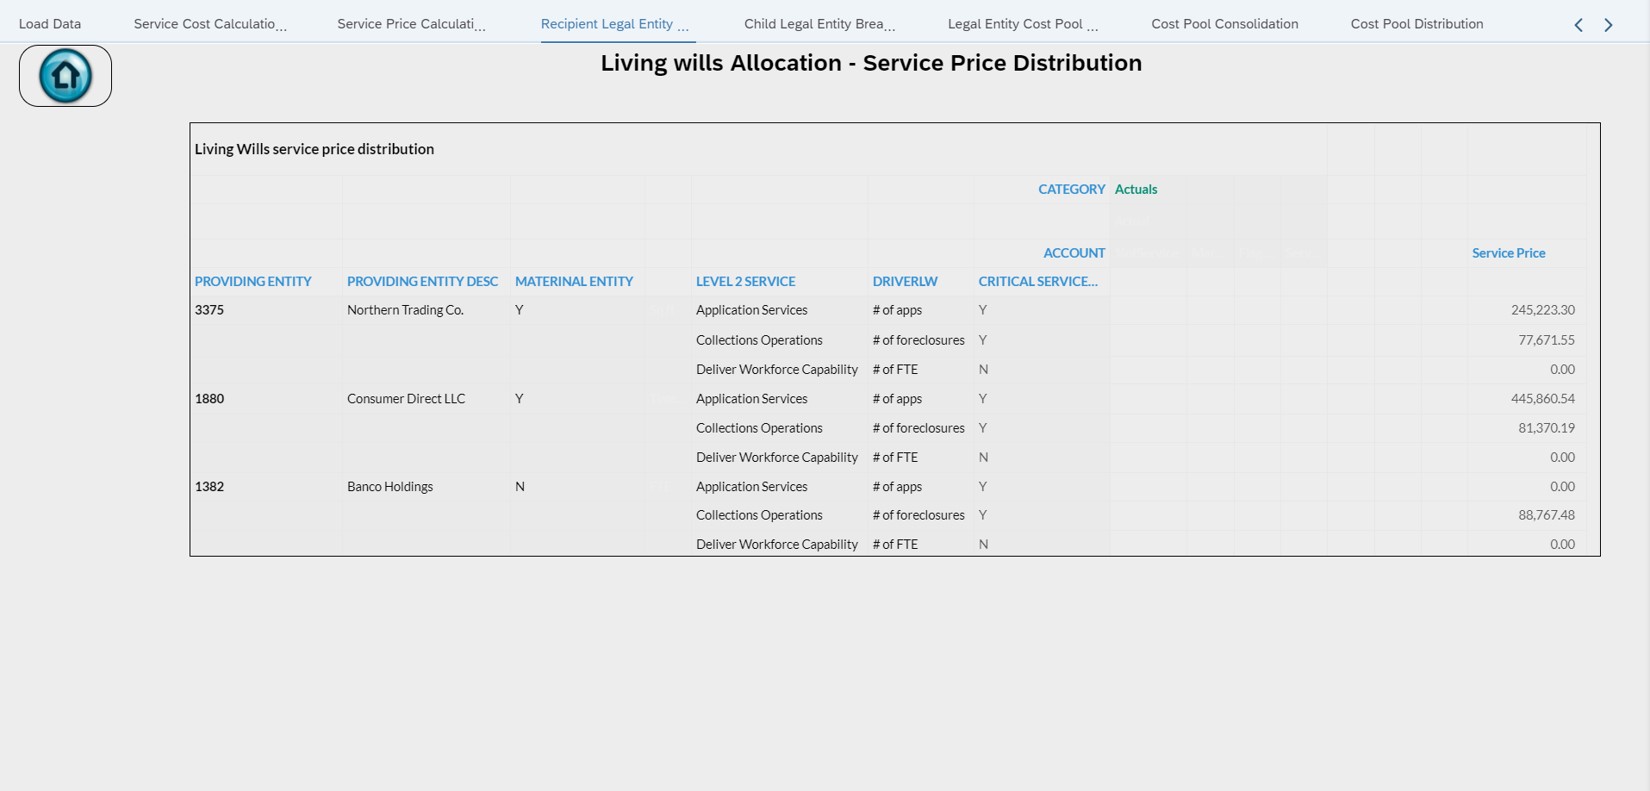 Load Data Service Cost Calculatio... Service Price Calculati... Recipient Legal Entity ... Child Legal Entity Brea... Legal Entity Cost Pool ... Cost Pool Consolidation Cost Pool Distribution
Living wills Allocation - Service Price Distribution
Living Wills service price distribution
CATEGORY Actuals
ACCOUNT Service Price
PROVIDING ENTITY PROVIDING ENTITY DESC MATERINAL ENTITY LEVEL 2 SERVICE DRIVERLW CRITICAL SERVICE...
3375 Northern Trading Co. Y Application Services # of apps Y 245,223.30
Collections Operations # of foreclosures Y 77,671.55
Deliver Workforce Capability # of FTE N 0.00
1880 Consumer Direct LLC Y Application Services # of apps Y 445,860.54
Collections Operations # of foreclosures Y 81,370.19
Deliver Workforce Capability # of FTE N 0.00
1382 Banco Holdings N Application Services # of apps Y 0.00
Collections Operations # of foreclosures Y 88,767.48
Deliver Workforce Capability # of FTE N 0.00